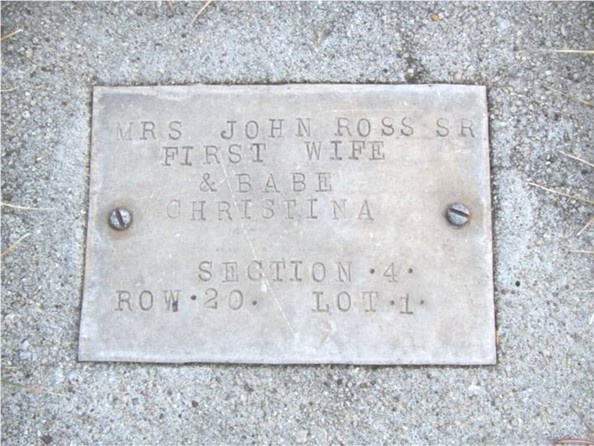 MRS JOHN ROSS SR
FIRST WIFE
& BABE
CHRISTINA
SECTION·4·
ROW·20· LOT·1·